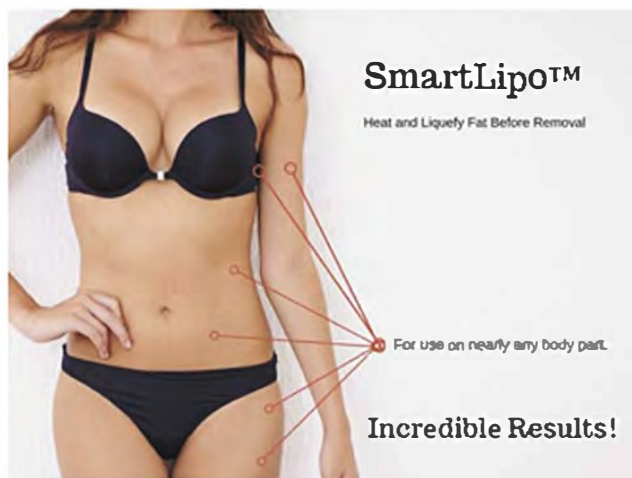 SmartLipo™
Heat and Liquefy Fat Before Removal
For use on nearly any body part.
Incredible Results!